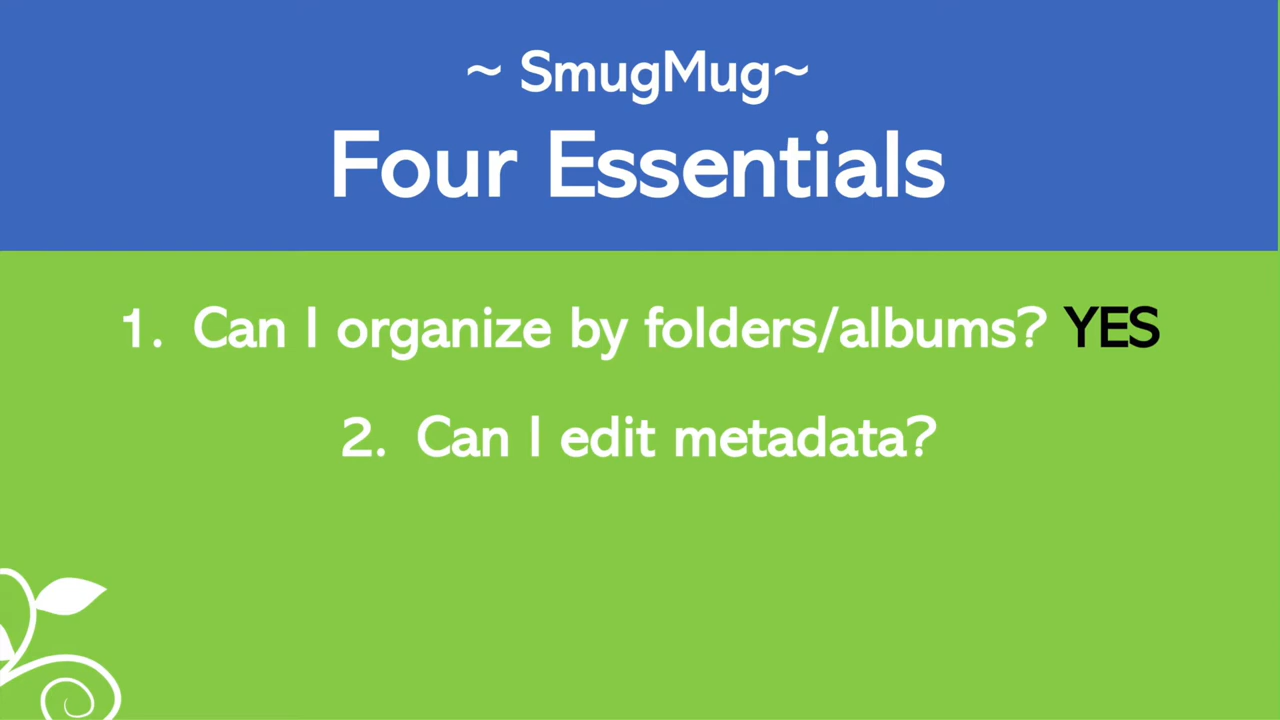 ~ SmugMug~
Four Essentials
1. Can I organize by folders/albums? YES
2. Can I edit metadata?